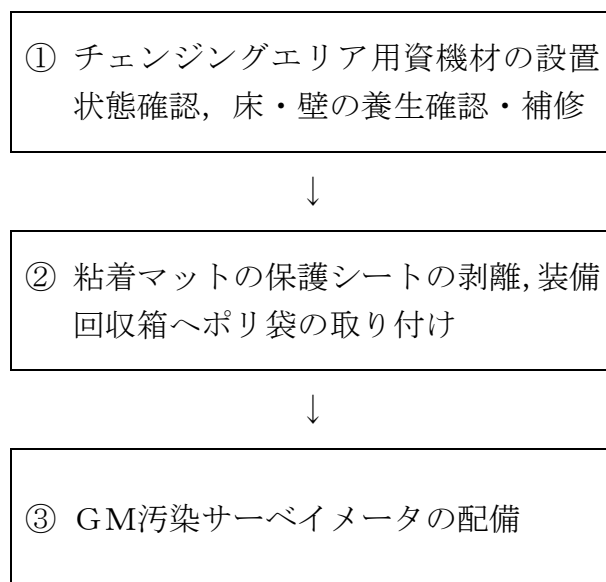 ① チェンジングエリア用資機材の設置
状態確認，床・壁の養生確認・補修
↓
② 粘着マットの保護シートの剥離，装備
回収箱へポリ袋の取り付け
↓
③ ＧＭ汚染サーベイメータの配備